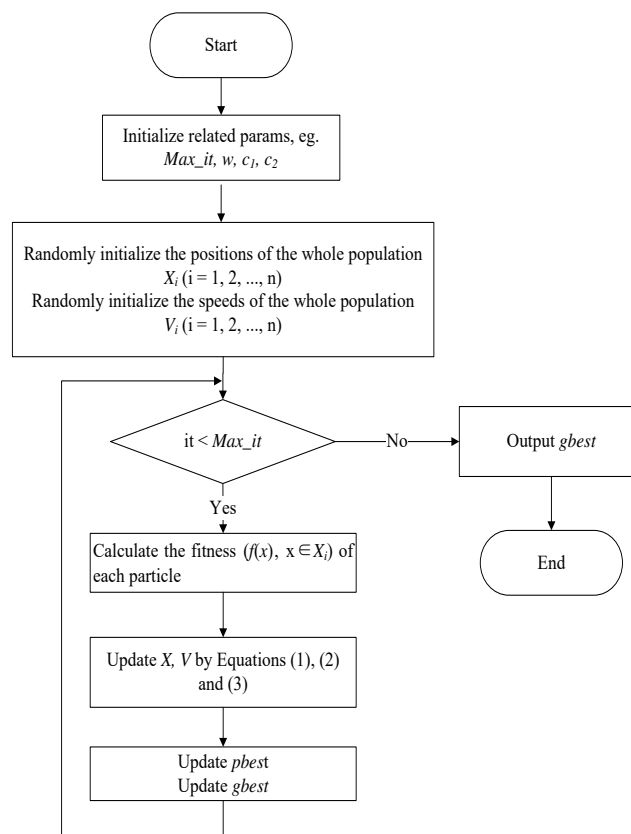 Start
Initialize related params, eg.
Max_it, w, c1, c2
Randomly initialize the positions of the whole population
Xi (i = 1, 2, ..., n)
Randomly initialize the speeds of the whole population
Vi (i = 1, 2, ..., n)
it < Max_it
No
Output gbest
Yes
End
Calculate the fitness (f(x), x∈Xi) of
each particle
Update X, V by Equations (1), (2)
and (3)
Update pbest
Update gbest